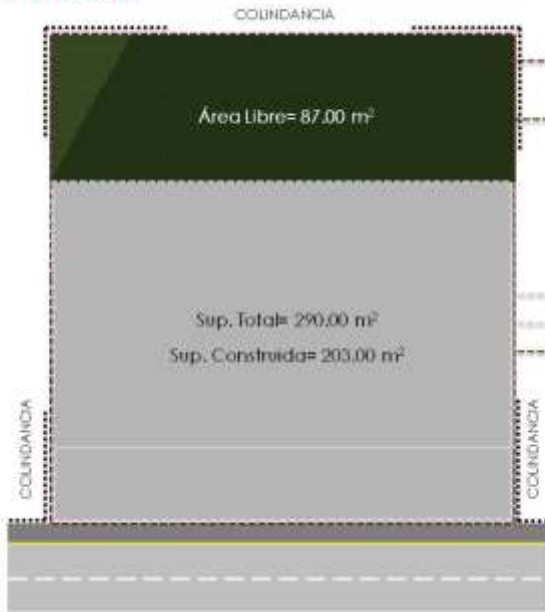 COLINDANCIA
Área Libre= 87.00 m²
Sup. Total= 290.00 m²
Sup. Construida= 203.00 m²
COLINDANCIA
COLINDANCIA